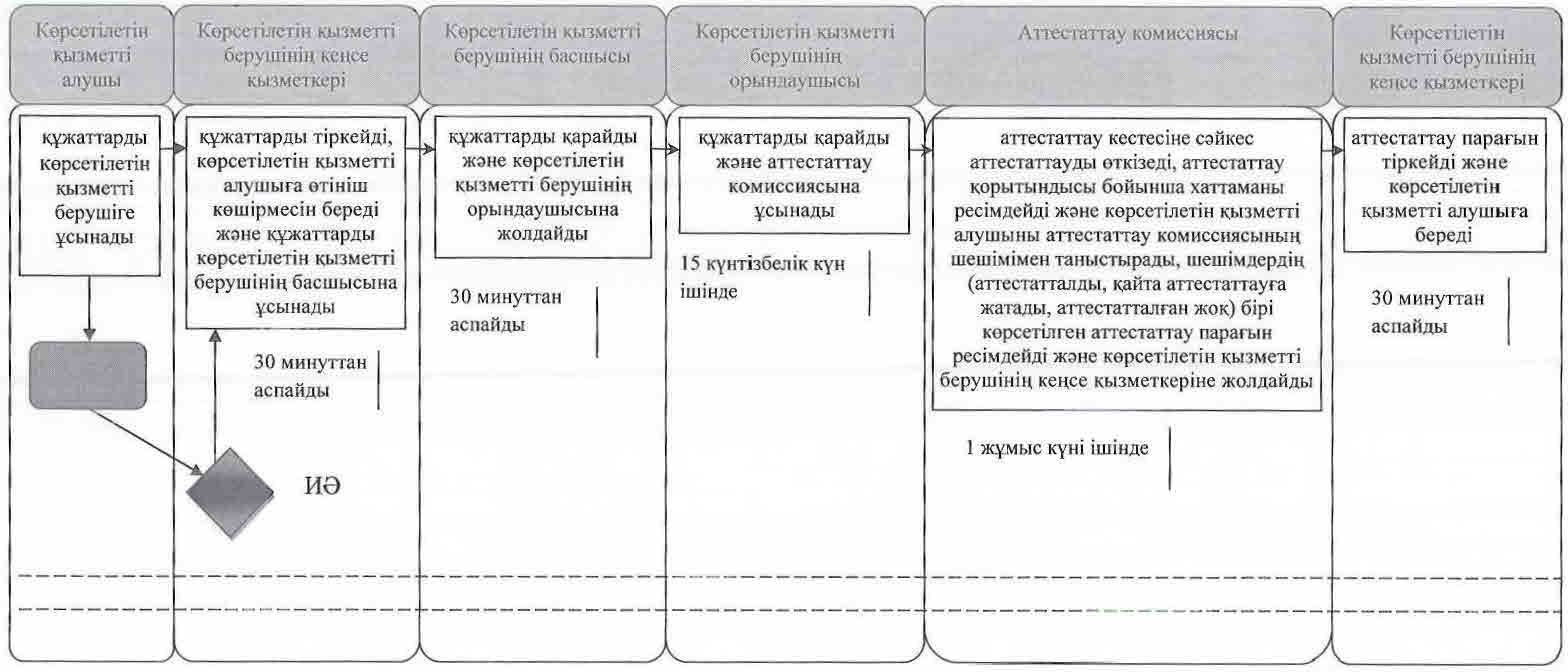 Көрсетілетін
қызметті
алушы
Көрсетілетін қызметті
берушінің кеңсе
қызметкері
Көрсетілетін қызметті
берушінің басшысы
Көрсетілетін қызметті
берушінің
орындаушысы
Аттестаттау комиссиясы
Көрсетілетін
қызметті берушінің
кеңсе қызметкері
құжаттарды
көрсетілетін
қызметті
берушіге
ұсынады
құжаттарды тіркейді,
көрсетілетін қызметті
алушыға өтініш
көшірмесін береді
және құжаттарды
көрсетілетін қызметті
берушінің басшысына
ұсынады
30 минуттан
аспайды
ИӘ
құжаттарды қарайды
және көрсетілетін
қызметті берушінің
орындаушысына
жолдайды
30 минуттан
аспайды
құжаттарды қарайды
және аттестаттау
комиссиясына
ұсынады
15 күнтізбелік күн
ішінде
аттестаттау кестесіне сәйкес
аттестаттауды өткізеді, аттестаттау
қорытындысы бойынша хаттаманы
ресімдейді және көрсетілетін қызметті
алушыны аттестаттау комиссиясының
шешімімен таныстырады, шешімдердің
(аттестатталды, қайта аттестаттауға
жатады, аттестатталған жоқ) бірі
көрсетілген аттестаттау парағын
ресімдейді және көрсетілетін қызметті
берушінің кеңсе қызметкеріне жолдайды
1 жұмыс күні ішінде
аттестаттау парағын
тіркейді және
көрсетілетін
қызметті алушыға
береді
30 минуттан
аспайды